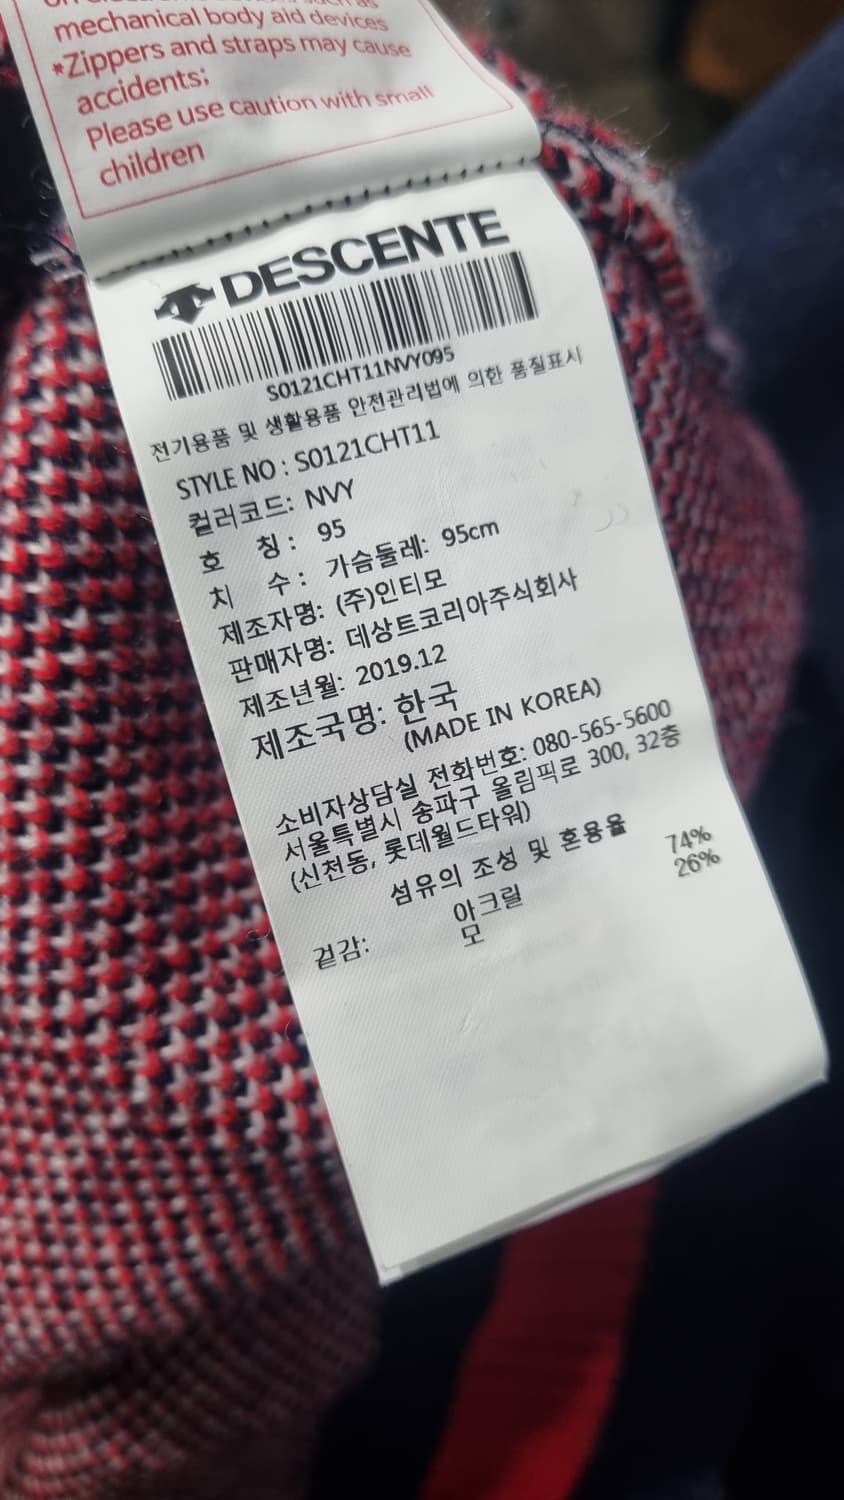 mechanical body aid devices
*Zippers and straps may cause
accidents;
Please use caution with small
children
DESCENTE
S0121CHT11NVY095
전기용품 및 생활용품 안전관리법에 의한 품질표시
STYLE NO : S0121CHT11
컬러코드: NVY
호 칭 : 95
치 수 : 가슴둘레: 95cm
제조자명: (주)인티모
판매자명: 데상트코리아주식회사
제조년월: 2019.12
제조국명: 한국
(MADE IN KOREA)
소비자상담실 전화번호: 080-565-5600
서울특별시 송파구 올림픽로 300, 32층
(신천동, 롯데월드타워)
섬유의 조성 및 혼용율
겉감: 아크릴 74%
모 26%